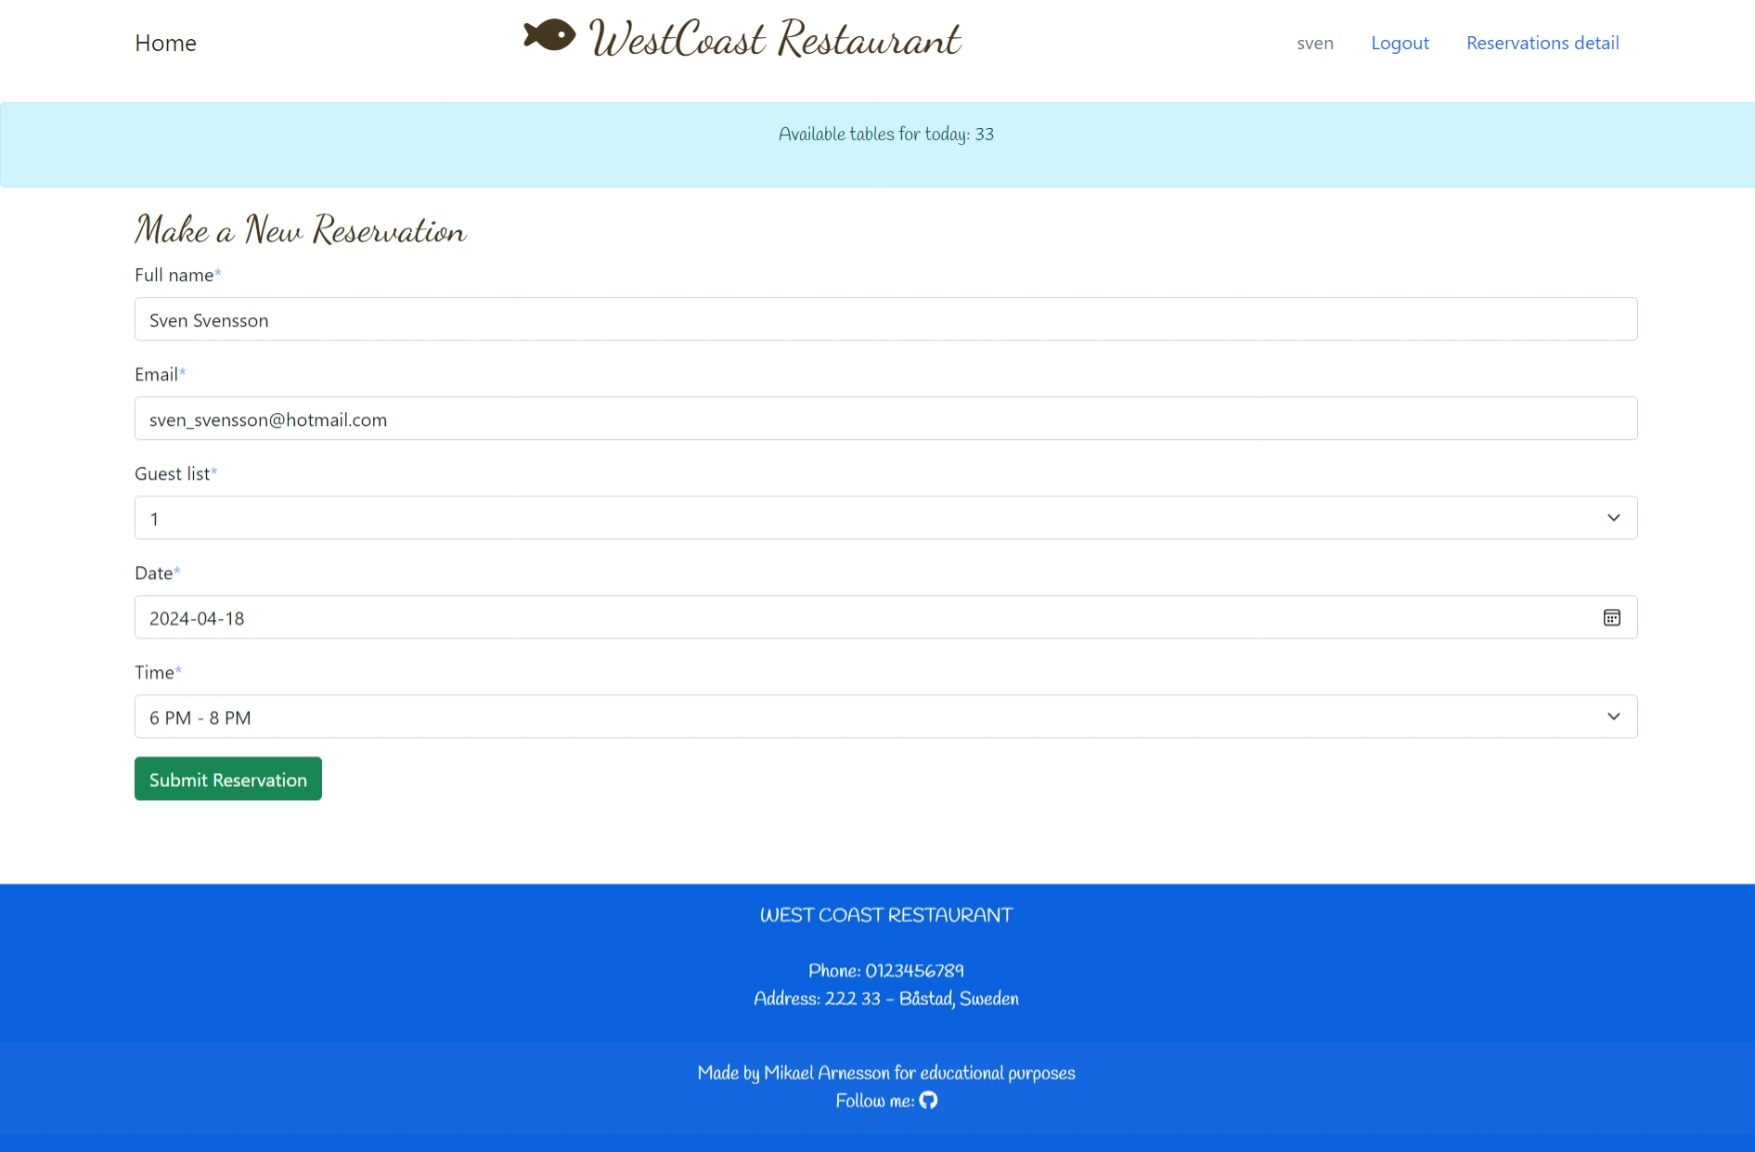 Home
WestCoast Restaurant
sven
Logout
Reservations detail
Available tables for today: 33
Make a New Reservation
Full name*
Sven Svensson
Email*
sven_svensson@hotmail.com
Guest list*
1
Date*
2024-04-18
Time*
6 PM - 8 PM
Submit Reservation
WEST COAST RESTAURANT
Phone: 0123456789
Address: 222 33 - Båstad, Sweden
Made by Mikael Arnesson for educational purposes
Follow me: